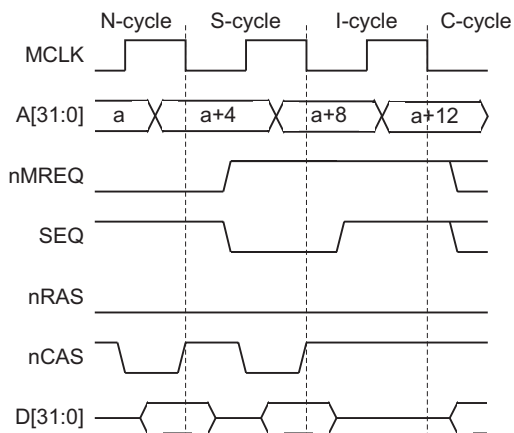 N-cycle S-cycle I-cycle C-cycle
MCLK
A[31:0] a a+4 a+8 a+12
nMREQ
SEQ
nRAS
nCAS
D[31:0]